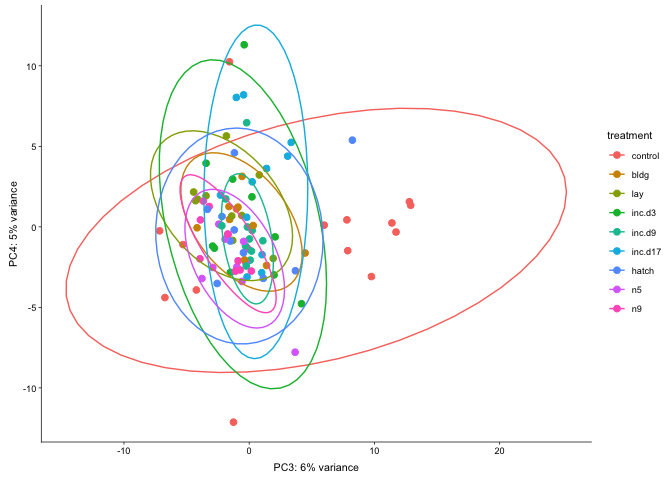 treatment
control
bldg
lay
inc.d3
inc.d9
inc.d17
hatch
n5
n9
PC4: 5% variance
10
5
0
-5
-10
-10
0
10
20
PC3: 6% variance